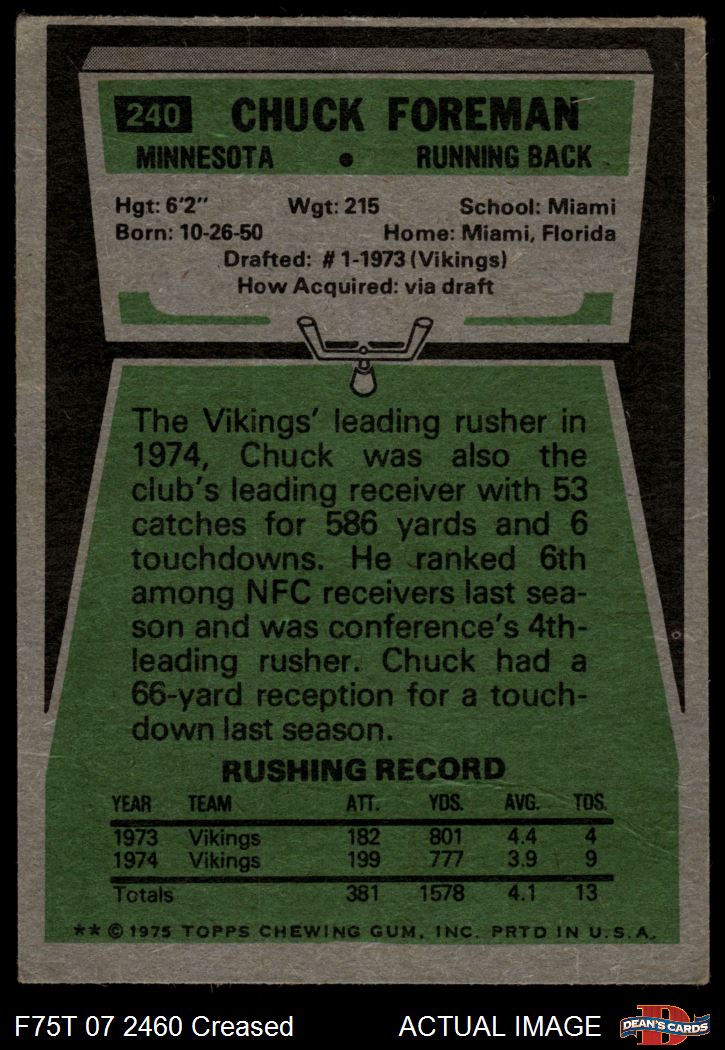 240 CHUCK FOREMAN
MINNESOTA • RUNNING BACK
Hgt: 6'2" Wgt: 215 School: Miami
Born: 10-26-50 Home: Miami, Florida
Drafted: #1-1973 (Vikings)
How Acquired: via draft
The Vikings' leading rusher in
1974, Chuck was also the
club's leading receiver with 53
catches for 586 yards and 6
touchdowns. He ranked 6th
among NFC receivers last sea-
son and was conference's 4th-
leading rusher. Chuck had a
66-yard reception for a touch-
down last season.
RUSHING RECORD
YEAR TEAM ATT. YDS. AVG. TDS.
1973 Vikings 182 801 4.4 4
1974 Vikings 199 777 3.9 9
Totals 381 1578 4.1 13
** © 1975 TOPPS CHEWING GUM, INC. PRTD IN U.S.A.
F75T 07 2460 Creased ACTUAL IMAGE D DEAN'S CARDS